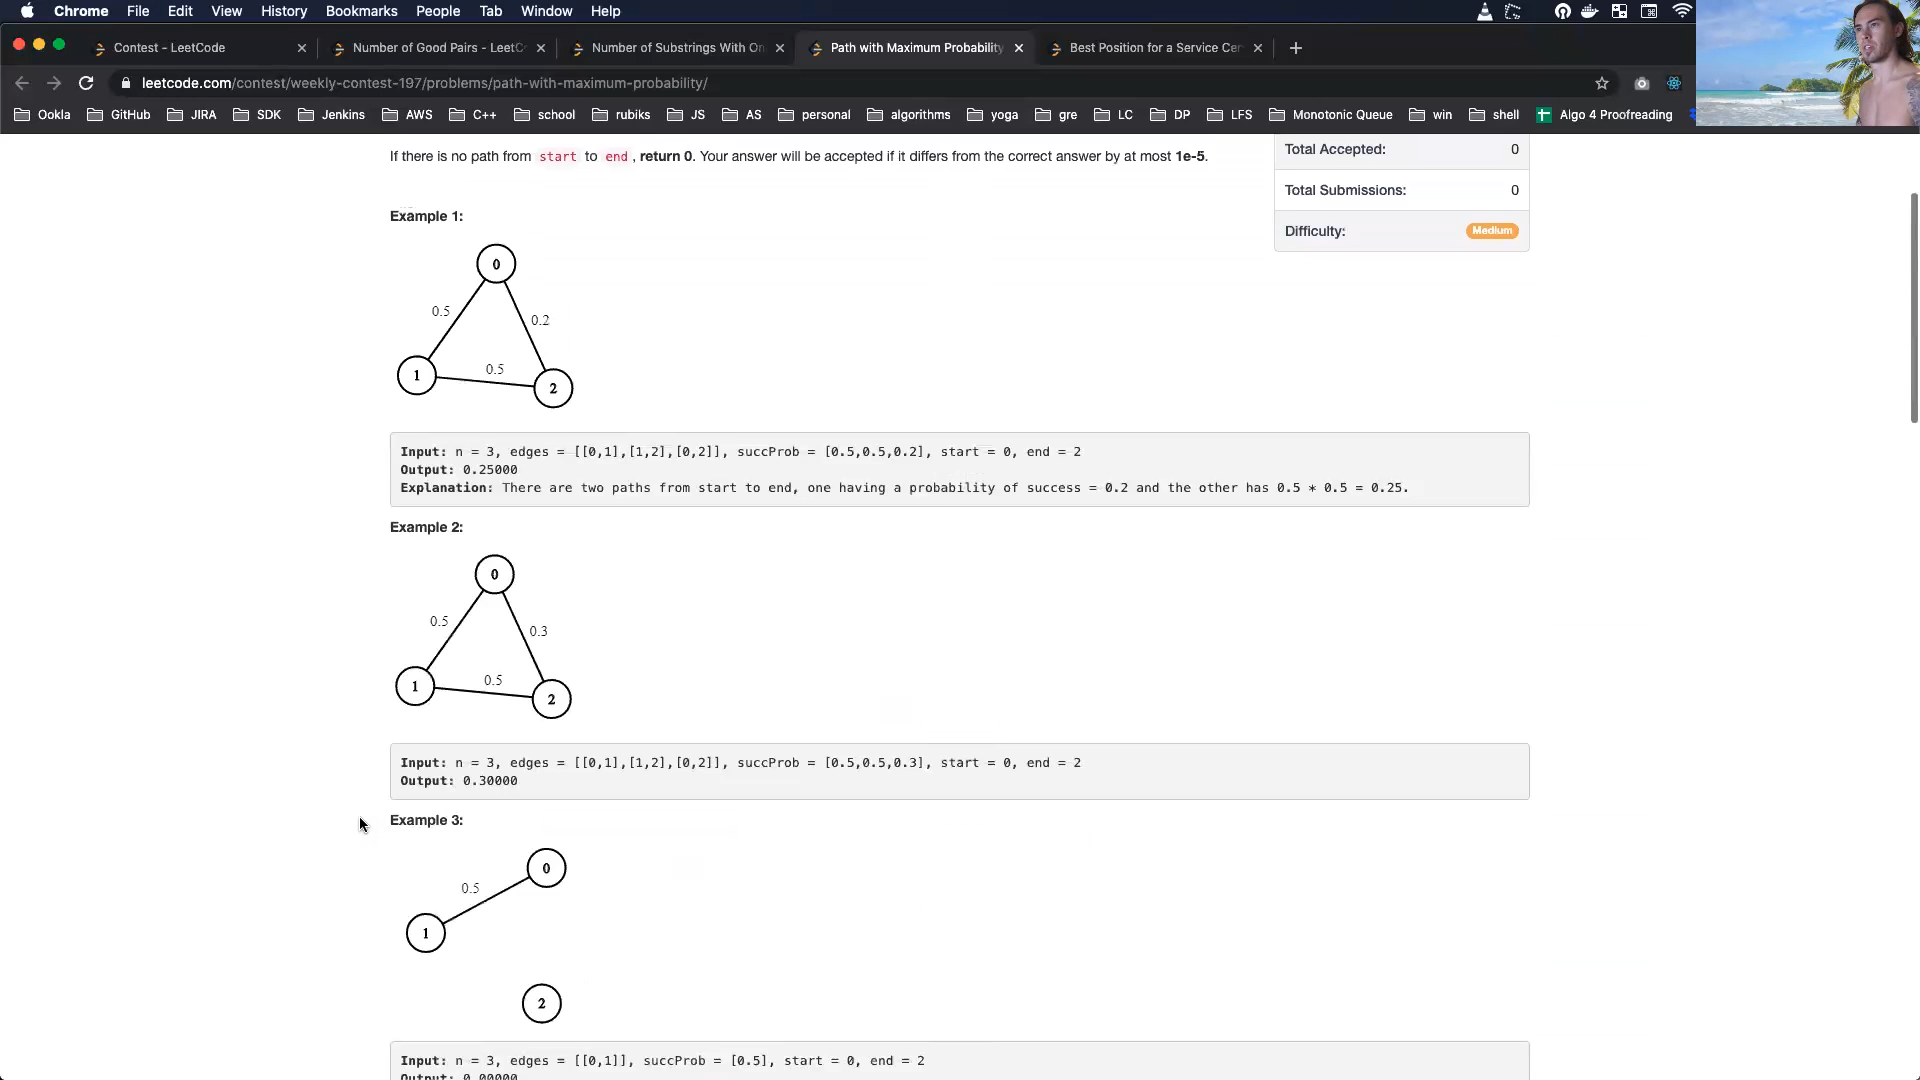 Chrome File Edit View History Bookmarks People Tab Window Help
Contest - LeetCode
Number of Good Pairs - LeetC
Number of Substrings With On
Path with Maximum Probability
Best Position for a Service Cer
leetcode.com/contest/weekly-contest-197/problems/path-with-maximum-probability/
Ookla GitHub JIRA SDK Jenkins AWS C++ school rubiks JS AS personal algorithms yoga gre LC DP LFS Monotonic Queue win shell Algo 4 Proofreading
If there is no path from start to end , return 0. Your answer will be accepted if it differs from the correct answer by at most 1e-5.
Total Accepted: 0
Total Submissions: 0
Difficulty: Medium
Example 1:
0
0.5
0.2
1
0.5
2
Input: n = 3, edges = [[0,1],[1,2],[0,2]], succProb = [0.5,0.5,0.2], start = 0, end = 2
Output: 0.25000
Explanation: There are two paths from start to end, one having a probability of success = 0.2 and the other has 0.5 * 0.5 = 0.25.
Example 2:
0
0.5
0.3
1
0.5
2
Input: n = 3, edges = [[0,1],[1,2],[0,2]], succProb = [0.5,0.5,0.3], start = 0, end = 2
Output: 0.30000
Example 3:
0
0.5
1
2
Input: n = 3, edges = [[0,1]], succProb = [0.5], start = 0, end = 2
Output: 0.00000